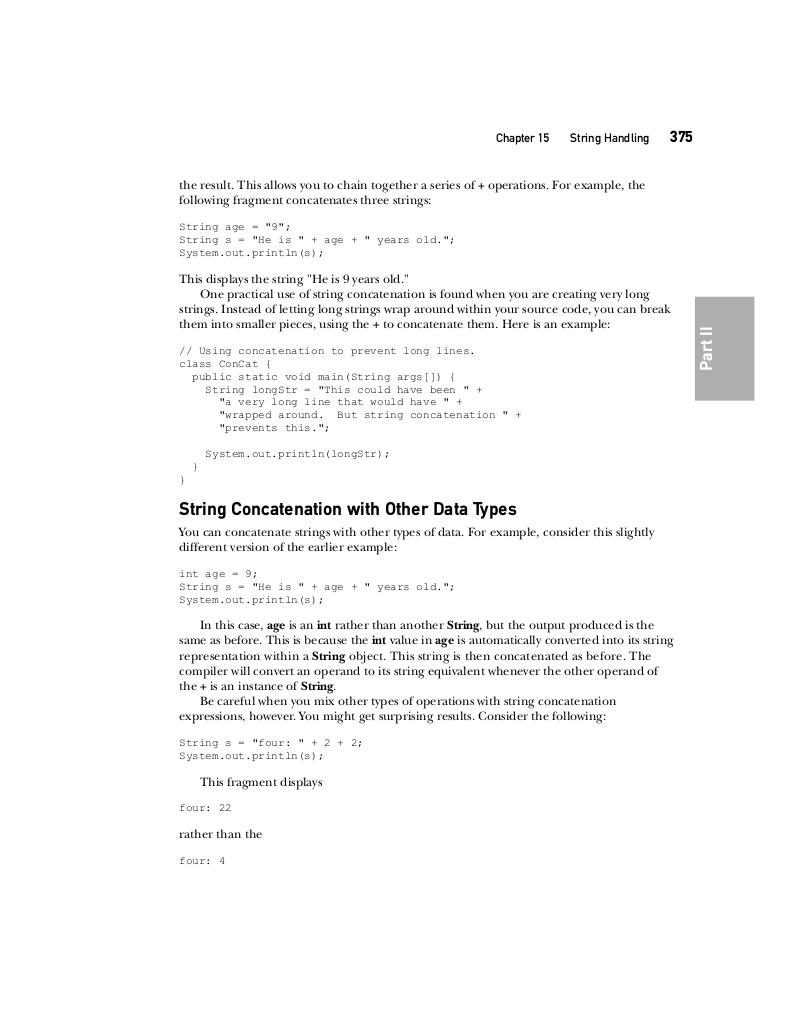 Chapter 15 String Handling 375
the result. This allows you to chain together a series of + operations. For example, the
following fragment concatenates three strings:
String age = "9";
String s = "He is " + age + " years old.";
System.out.println(s);
This displays the string "He is 9 years old."
One practical use of string concatenation is found when you are creating very long
strings. Instead of letting long strings wrap around within your source code, you can break
them into smaller pieces, using the + to concatenate them. Here is an example:
// Using concatenation to prevent long lines.
class ConCat {
  public static void main(String args[]) {
    String longStr = "This could have been " +
      "a very long line that would have " +
      "wrapped around.  But string concatenation " +
      "prevents this.";
    System.out.println(longStr);
  }
}
Part II
String Concatenation with Other Data Types
You can concatenate strings with other types of data. For example, consider this slightly
different version of the earlier example:
int age = 9;
String s = "He is " + age + " years old.";
System.out.println(s);
In this case, age is an int rather than another String, but the output produced is the
same as before. This is because the int value in age is automatically converted into its string
representation within a String object. This string is then concatenated as before. The
compiler will convert an operand to its string equivalent whenever the other operand of
the + is an instance of String.
Be careful when you mix other types of operations with string concatenation
expressions, however. You might get surprising results. Consider the following:
String s = "four: " + 2 + 2;
System.out.println(s);
This fragment displays
four: 22
rather than the
four: 4